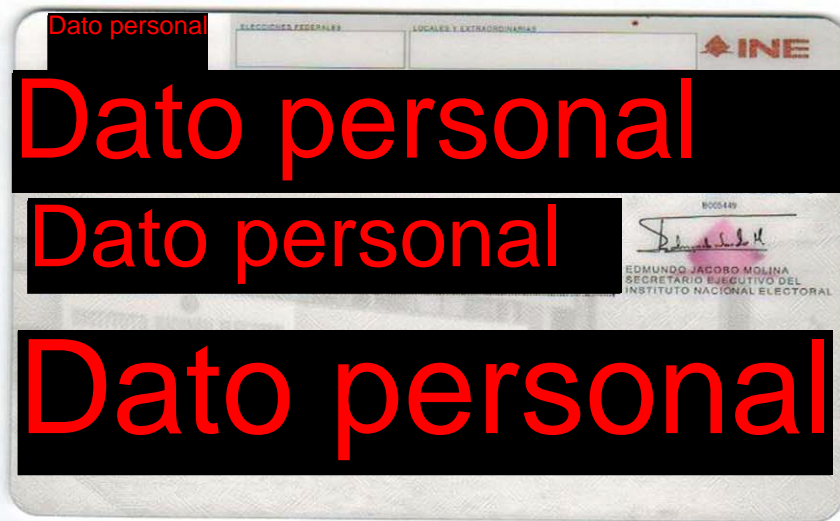 Dato personal
ELECCIONES FEDERALES
LOCALES Y EXTRAORDINARIAS
INE
Dato personal
Dato personal
B005449
EDMUNDO JACOBO MOLINA
SECRETARIO EJECUTIVO DEL
INSTITUTO NACIONAL ELECTORAL
Dato personal